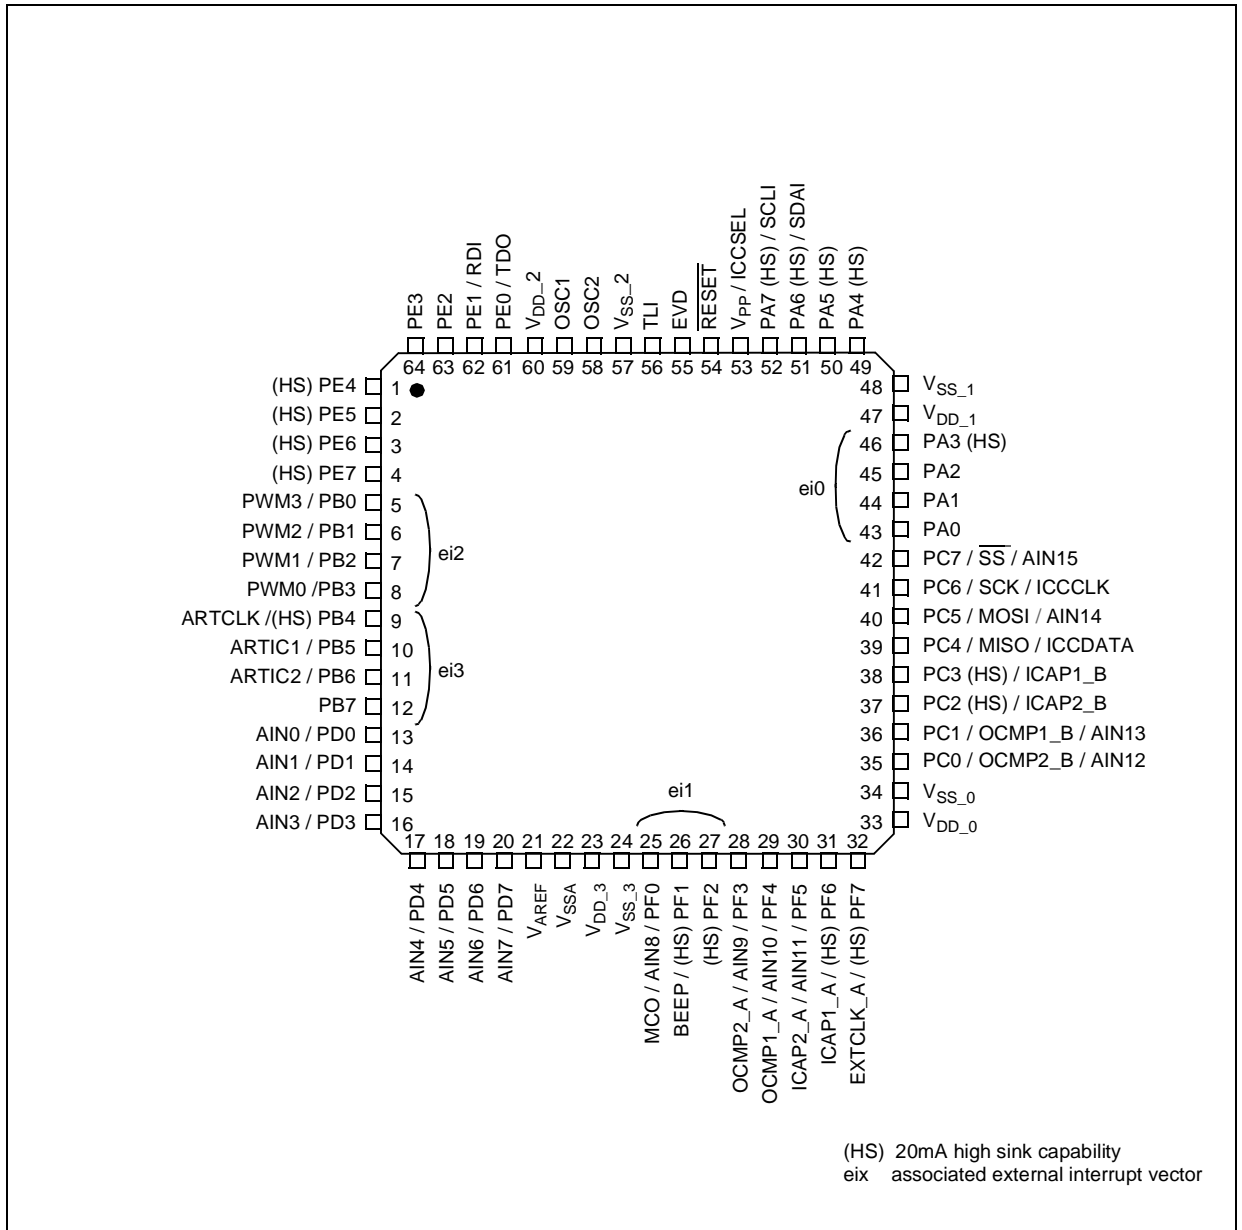 PE3
PE2
PE1 / RDI
PE0 / TDO
VDD_2
OSC1
OSC2
VSS_2
TLI
EVD
RESET
VPP / ICCSEL
PA7 (HS) / SCLI
PA6 (HS) / SDAI
PA5 (HS)
PA4 (HS)
64 63 62 61 60 59 58 57 56 55 54 53 52 51 50 49
(HS) PE4 1
(HS) PE5 2
(HS) PE6 3
(HS) PE7 4
PWM3 / PB0 5
PWM2 / PB1 6
PWM1 / PB2 7
PWM0 /PB3 8
ei2
ARTCLK /(HS) PB4 9
ARTIC1 / PB5 10
ARTIC2 / PB6 11
PB7 12
ei3
AIN0 / PD0 13
AIN1 / PD1 14
AIN2 / PD2 15
AIN3 / PD3 16
48 VSS_1
47 VDD_1
46 PA3 (HS)
45 PA2
ei0
44 PA1
43 PA0
42 PC7 / SS / AIN15
41 PC6 / SCK / ICCCLK
40 PC5 / MOSI / AIN14
39 PC4 / MISO / ICCDATA
38 PC3 (HS) / ICAP1_B
37 PC2 (HS) / ICAP2_B
36 PC1 / OCMP1_B / AIN13
35 PC0 / OCMP2_B / AIN12
34 VSS_0
33 VDD_0
ei1
17 18 19 20 21 22 23 24 25 26 27 28 29 30 31 32
AIN4 / PD4
AIN5 / PD5
AIN6 / PD6
AIN7 / PD7
VAREF
VSSA
VDD_3
VSS_3
MCO / AIN8 / PF0
BEEP / (HS) PF1
(HS) PF2
OCMP2_A / AIN9 / PF3
OCMP1_A / AIN10 / PF4
ICAP2_A / AIN11 / PF5
ICAP1_A / (HS) PF6
EXTCLK_A / (HS) PF7
(HS) 20mA high sink capability
eix associated external interrupt vector